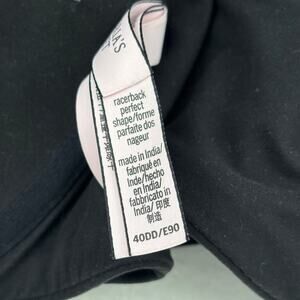 racerback
perfect
shape/forme
parfaite dos
nageur
made in India/
fabriqué en
Inde/hecho
en India/
fabbricato in
India/印度
制造
40DD/E90